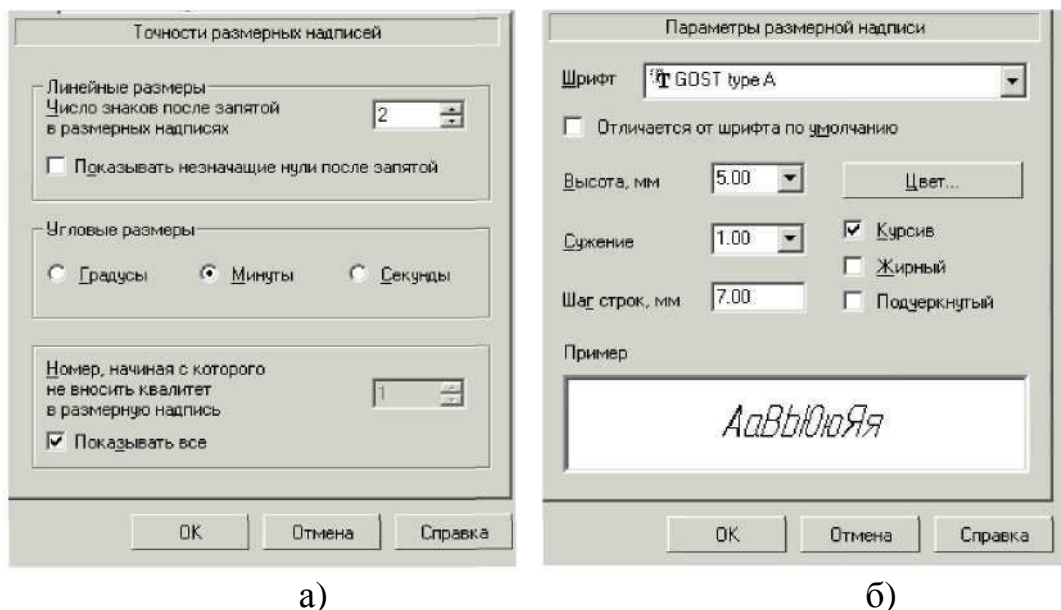 Точности размерных надписей
Линейные размеры
Число знаков после запятой
в размерных надписях
2
Показывать незначащие нули после запятой
Угловые размеры
Градусы
Минуты
Секунды
Номер, начиная с которого
не вносить квалитет
в размерную надпись
1
Показывать все
OK
Отмена
Справка
а)
Параметры размерной надписи
Шрифт
GOST type A
Отличается от шрифта по умолчанию
Высота, мм
5.00
Цвет...
Сужение
1.00
Курсив
Жирный
Шаг строк, мм
7.00
Подчеркнутый
Пример
АаВbЮюЯя
OK
Отмена
Справка
б)